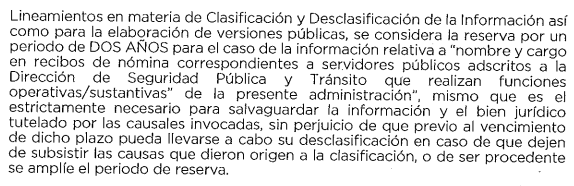 Lineamientos en materia de Clasificación y Desclasificación de la Información así
como para la elaboración de versiones públicas, se considera la reserva por un
periodo de DOS AÑOS para el caso de la información relativa a "nombre y cargo
en recibos de nómina correspondientes a servidores públicos adscritos a la
Dirección de Seguridad Pública y Tránsito que realizan funciones
operativas/sustantivas" de la presente administración", mismo que es el
estrictamente necesario para salvaguardar la información y el bien jurídico
tutelado por las causales invocadas, sin perjuicio de que previo al vencimiento
de dicho plazo pueda llevarse a cabo su desclasificación en caso de que dejen
de subsistir las causas que dieron origen a la clasificación, o de ser procedente
se amplíe el periodo de reserva.